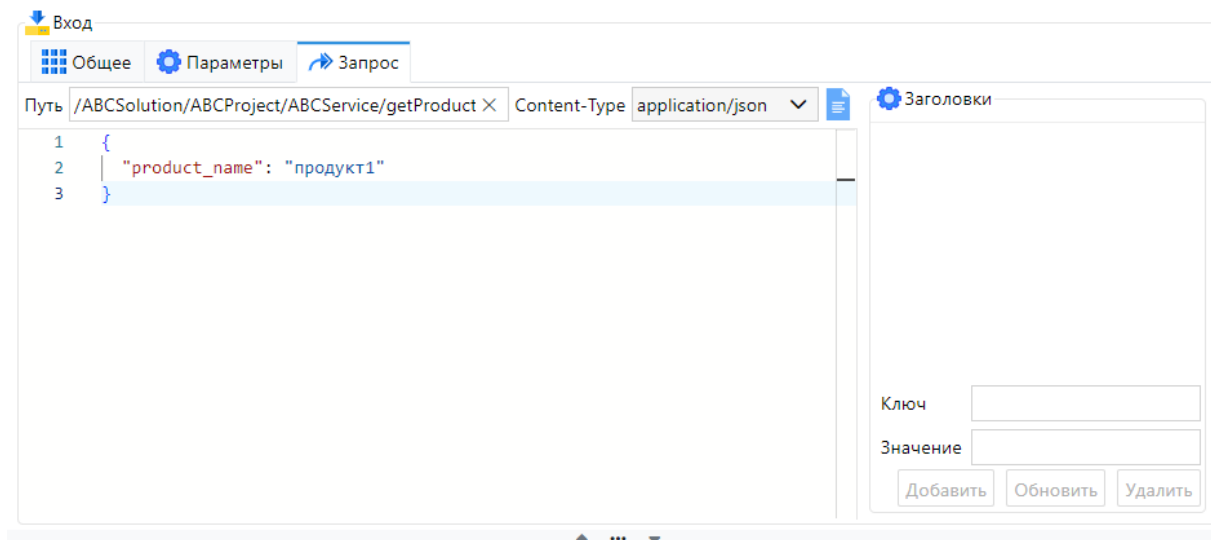 Вход
Общее Параметры Запрос
Путь /ABCSolution/ABCProject/ABCService/getProduct Content-Type application/json
1 {
2 "product_name": "продукт1"
3 }
Заголовки
Ключ
Значение
Добавить Обновить Удалить